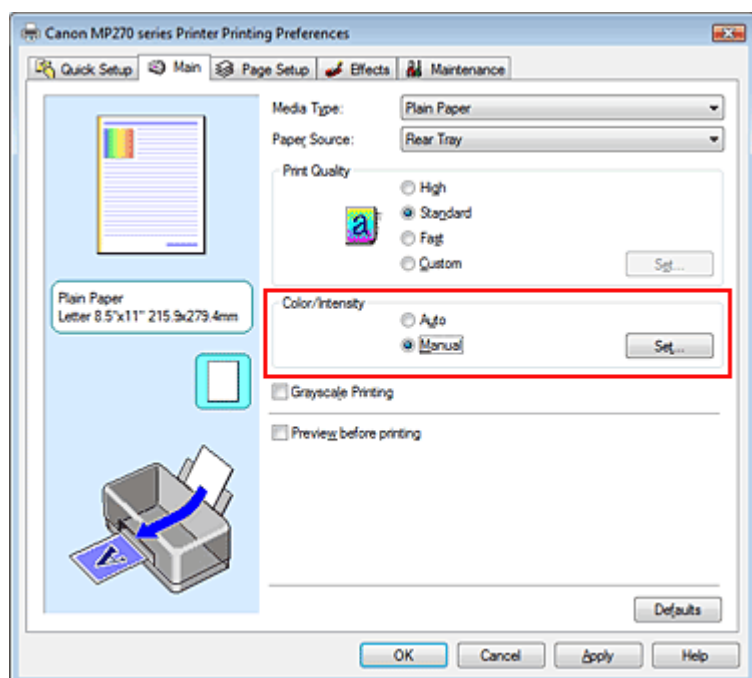 Canon MP270 series Printer Printing Preferences
Quick Setup Main Page Setup Effects Maintenance
Media Type: Plain Paper
Paper Source: Rear Tray
Print Quality
High
a Standard
Fast
Custom Set...
Plain Paper
Letter 8.5"x11" 215.9x279.4mm
Color/Intensity
Auto
Manual Set...
Grayscale Printing
Preview before printing
A
Defaults
OK Cancel Apply Help